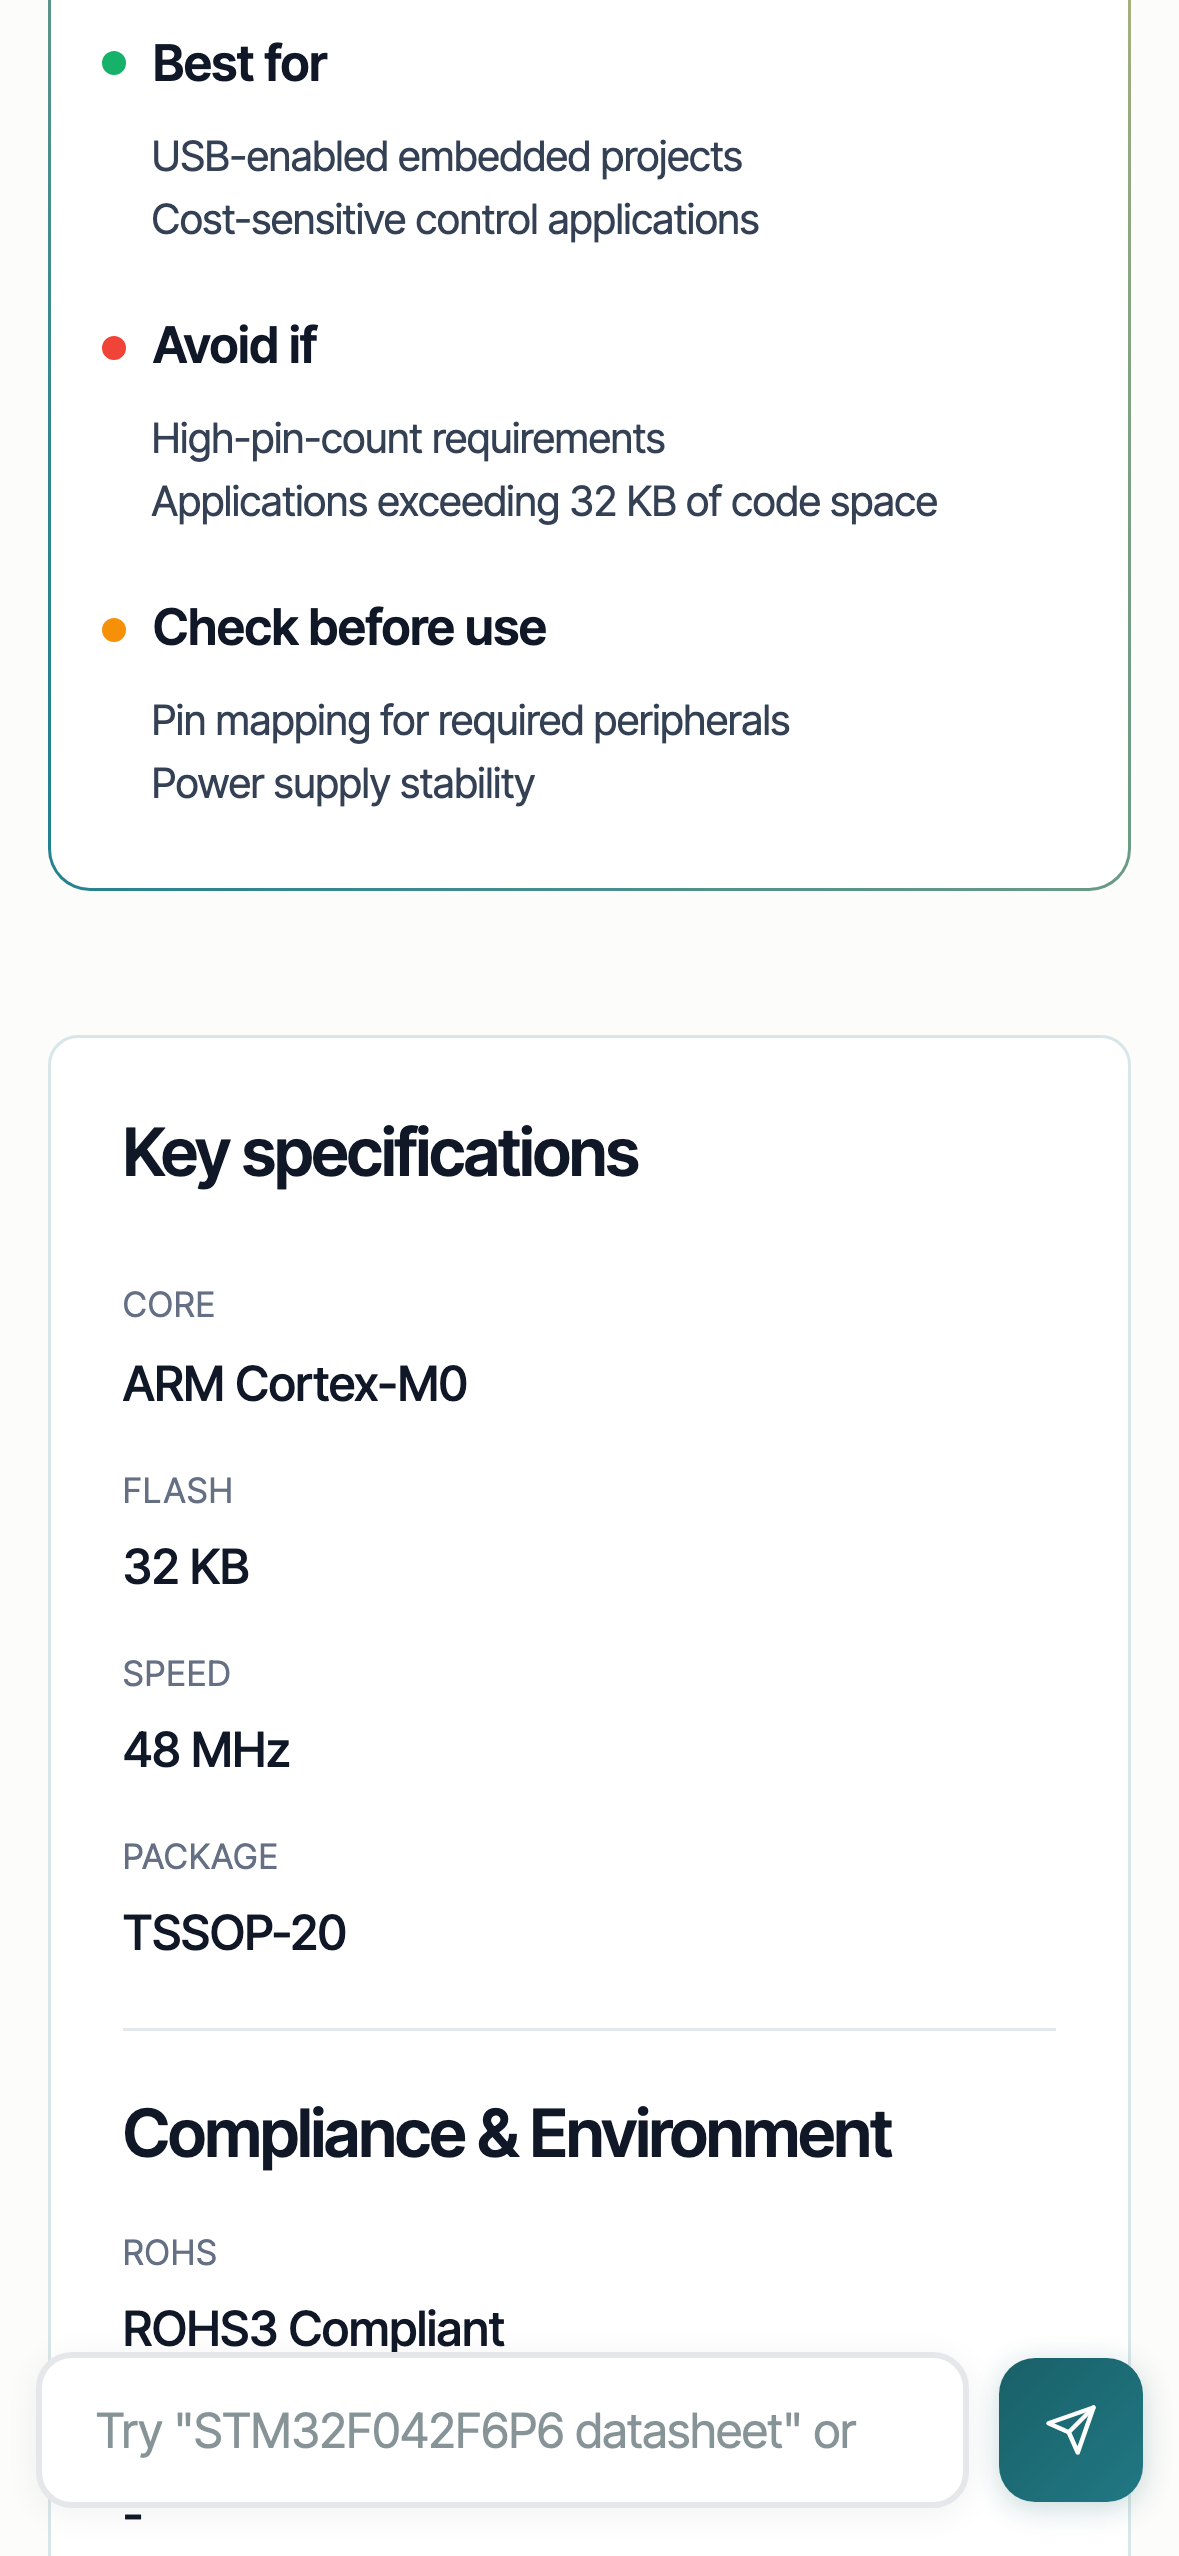 Best for
USB-enabled embedded projects
Cost-sensitive control applications
Avoid if
High-pin-count requirements
Applications exceeding 32 KB of code space
Check before use
Pin mapping for required peripherals
Power supply stability
Key specifications
CORE
ARM Cortex-M0
FLASH
32 KB
SPEED
48 MHz
PACKAGE
TSSOP-20
Compliance & Environment
ROHS
ROHS3 Compliant
Try "STM32F042F6P6 datasheet" or
-